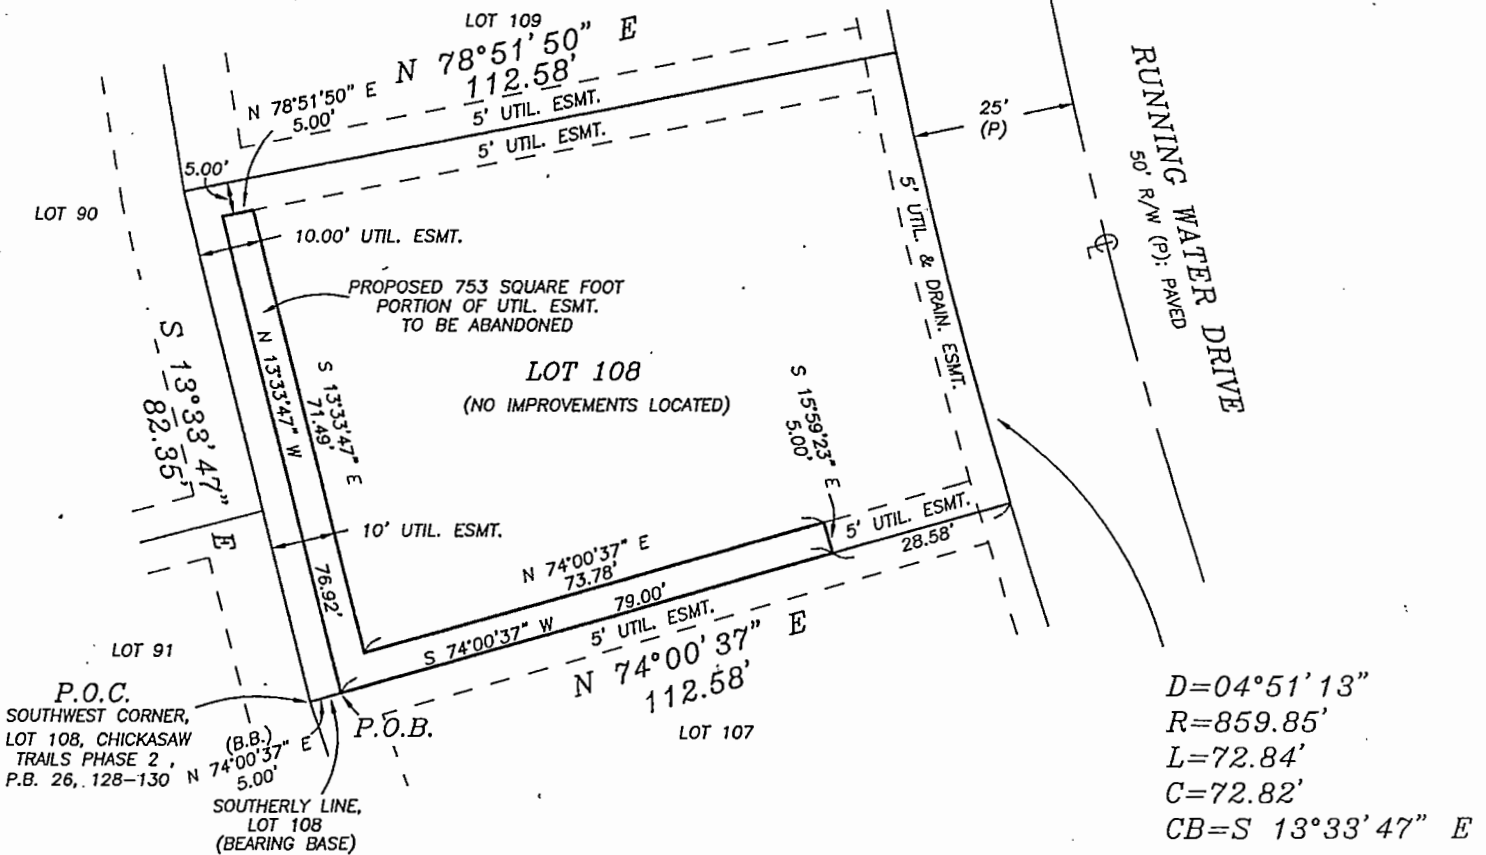 LOT 109
N 78°51'50" E
112.58'
N 78°51'50" E
5.00'
5' UTIL. ESMT.
5' UTIL. ESMT.
5.00'
LOT 90
10.00' UTIL. ESMT.
25'
(P)
RUNNING WATER DRIVE
50' R/W (P); PAVED
℄
5' UTIL. & DRAIN. ESMT.
PROPOSED 753 SQUARE FOOT
PORTION OF UTIL. ESMT.
TO BE ABANDONED
LOT 108
(NO IMPROVEMENTS LOCATED)
S 13°33'47" E
82.35'
N 13°33'47" W
76.92'
S 13°33'47" E
71.49'
S 15°59'23" E
5.00'
10' UTIL. ESMT.
5' UTIL. ESMT.
28.58'
N 74°00'37" E
73.78'
79.00'
S 74°00'37" W
5' UTIL. ESMT.
N 74°00'37" E
112.58'
LOT 107
LOT 91
P.O.C.
SOUTHWEST CORNER,
LOT 108, CHICKASAW
TRAILS PHASE 2,
P.B. 26, 128-130
(B.B.)
N 74°00'37" E
5.00'
P.O.B.
SOUTHERLY LINE,
LOT 108
(BEARING BASE)
D=04°51'13"
R=859.85'
L=72.84'
C=72.82'
CB=S 13°33'47" E